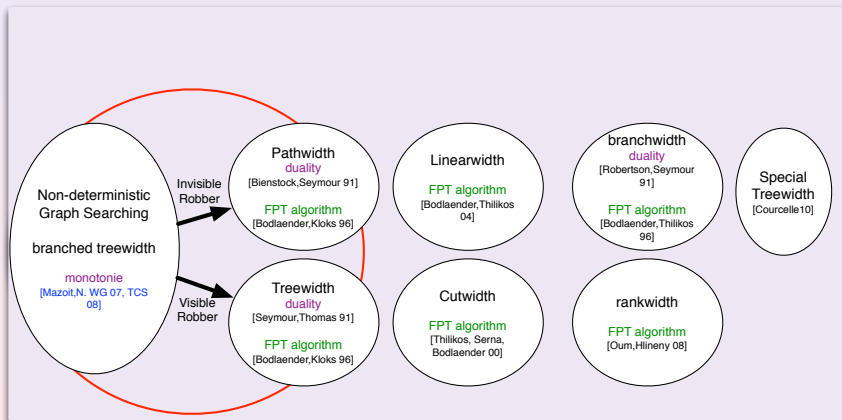 Non-deterministic
Graph Searching
branched treewidth
monotonie
[Mazoit,N. WG 07, TCS
08]
Invisible
Robber
Visible
Robber
Pathwidth
duality
[Bienstock,Seymour 91]
FPT algorithm
[Bodlaender,Kloks 96]
Treewidth
duality
[Seymour,Thomas 91]
FPT algorithm
[Bodlaender,Kloks 96]
Linearwidth
FPT algorithm
[Bodlaender,Thilikos
04]
Cutwidth
FPT algorithm
[Thilikos, Serna,
Bodlaender 00]
branchwidth
duality
[Robertson,Seymour
91]
FPT algorithm
[Bodlaender,Thilikos
96]
rankwidth
FPT algorithm
[Oum,Hlineny 08]
Special
Treewidth
[Courcelle10]